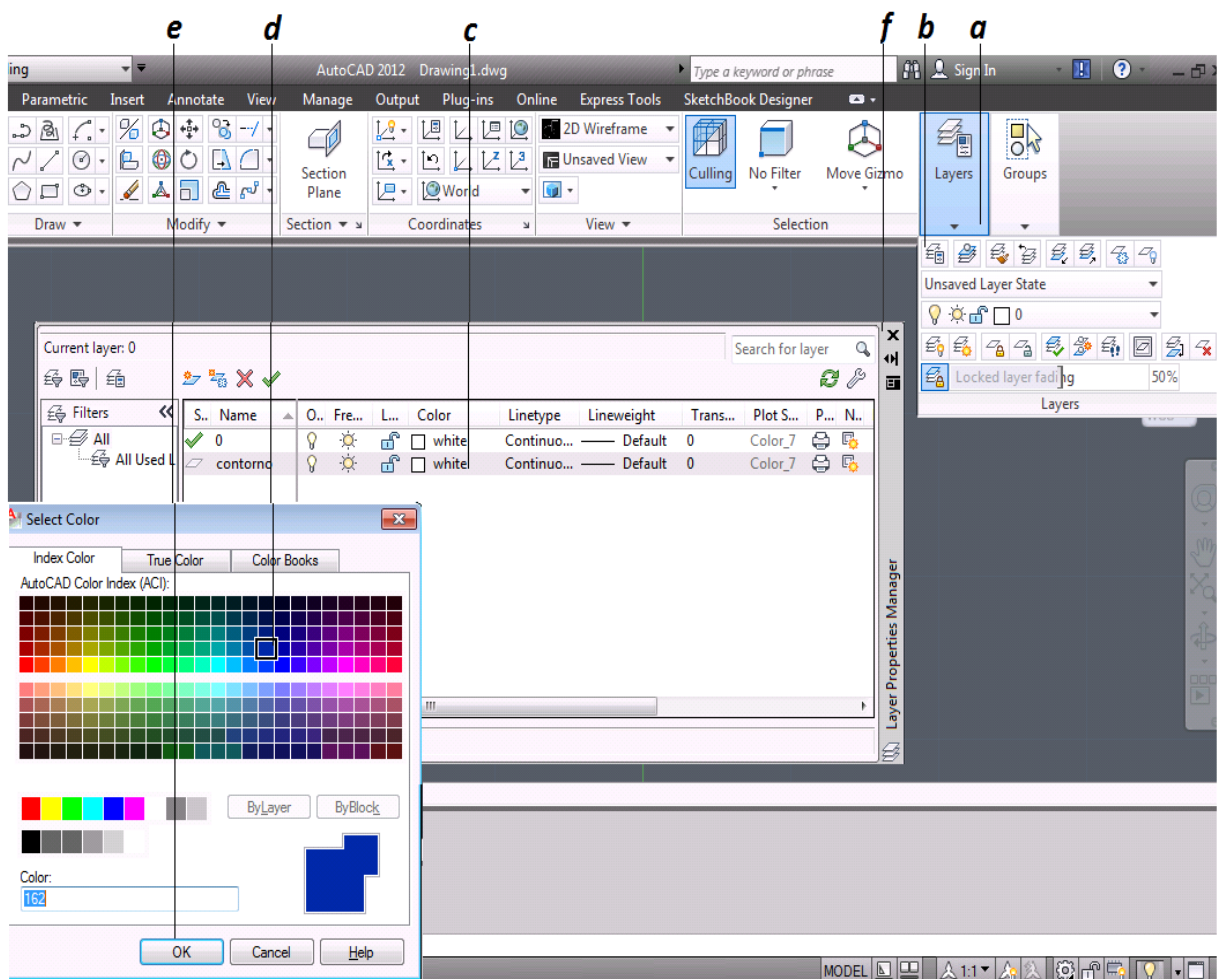 e d c f b a
ing AutoCAD 2012 Drawing1.dwg Type a keyword or phrase Sign In
Parametric Insert Annotate View Manage Output Plug-ins Online Express Tools SketchBook Designer
2D Wireframe
Unsaved View
Section Plane
World
Culling No Filter Move Gizmo Layers Groups
Draw Modify Section Coordinates View Selection
Unsaved Layer State
0
Locked layer fading 50%
Layers
Current layer: 0 Search for layer
Filters S.. Name O.. Fre... L... Color Linetype Lineweight Trans... Plot S... P... N..
All 0 white Continuo... Default 0 Color_7
All Used L contorno white Continuo... Default 0 Color_7
Layer Properties Manager
Select Color
Index Color True Color Color Books
AutoCAD Color Index (ACI):
ByLayer ByBlock
Color:
162
OK Cancel Help
MODEL 1:1